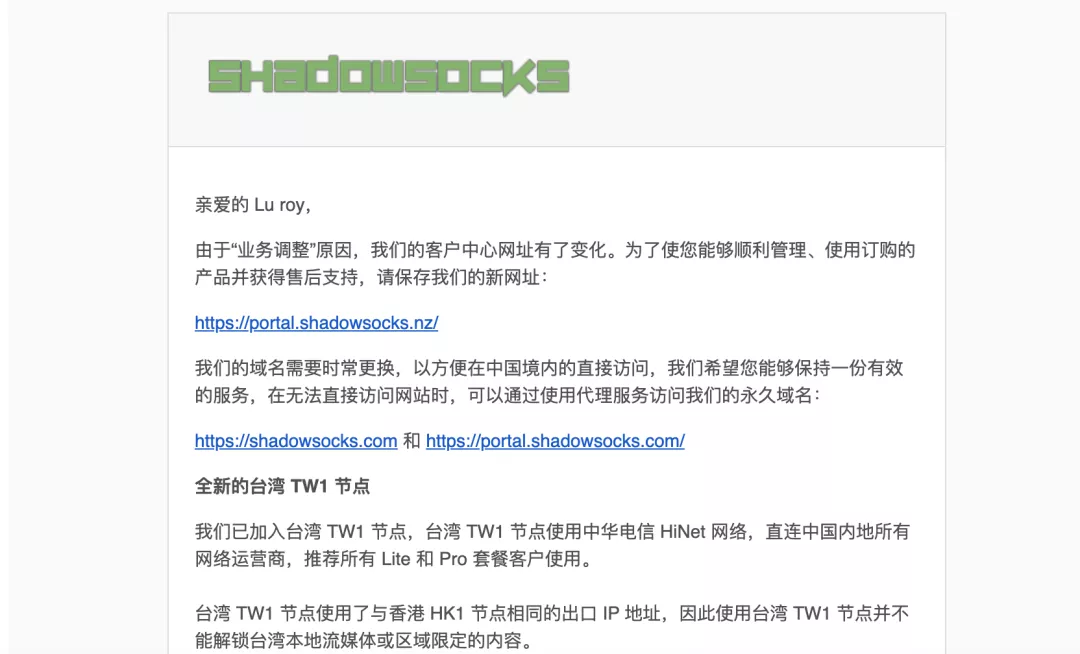 shadowsocks
亲爱的 Lu roy,
由于“业务调整”原因，我们的客户中心网址有了变化。为了使您能够顺利管理、使用订购的
产品并获得售后支持，请保存我们的新网址：
https://portal.shadowsocks.nz/
我们的域名需要时常更换，以方便在中国境内的直接访问，我们希望您能够保持一份有效
的服务，在无法直接访问网站时，可以通过使用代理服务访问我们的永久域名：
https://shadowsocks.com 和 https://portal.shadowsocks.com/
全新的台湾 TW1 节点
我们已加入台湾 TW1 节点，台湾 TW1 节点使用中华电信 HiNet 网络，直连中国内地所有
网络运营商，推荐所有 Lite 和 Pro 套餐客户使用。
台湾 TW1 节点使用了与香港 HK1 节点相同的出口 IP 地址，因此使用台湾 TW1 节点并不
能解锁台湾本地流媒体或区域限定的内容。